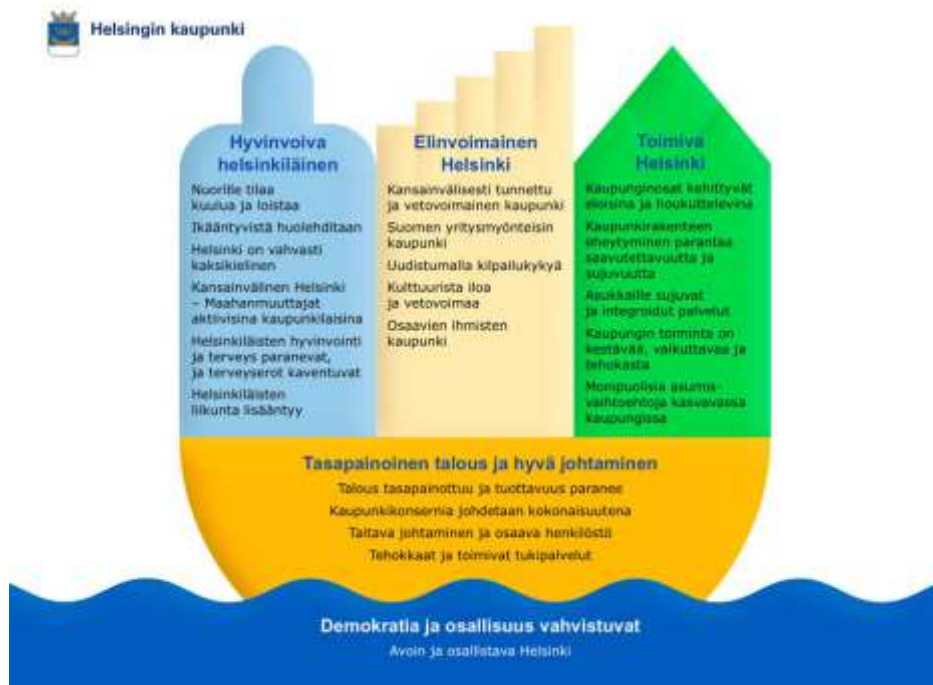 Helsingin kaupunki
Hyvinvoiva
helsinkiläinen
Nuorille tilaa
kuulua ja loistaa
Ikääntyvistä huolehditaan
Helsinki on vahvasti
kaksikielinen
Kansainvälinen Helsinki
– Maahanmuuttajat
aktiivisina kaupunkilaisina
Helsinkiläisten hyvinvointi
ja terveys paranevat,
ja terveyserot kaventuvat
Helsinkiläisten
liikunta lisääntyy
Elinvoimainen
Helsinki
Kansainvälisesti tunnettu
ja vetovoimainen kaupunki
Suomen yritysmyönteisin
kaupunki
Uudistumalla kilpailukykyä
Kulttuurista iloa
ja vetovoimaa
Osaavien ihmisten
kaupunki
Toimiva
Helsinki
Kaupunginosat kehittyvät
eloisina ja houkuttelevina
Kaupunkirakenteen
eheytyminen parantaa
saavutettavuutta ja
sujuvuutta
Asukkaille sujuvat
ja integroidut palvelut
Kaupungin toiminta on
kestävää, vaikuttavaa ja
tehokasta
Monipuolisia asumis-
vaihtoehtoja kasvavassa
kaupungissa
Tasapainoinen talous ja hyvä johtaminen
Talous tasapainottuu ja tuottavuus paranee
Kaupunkikonsernia johdetaan kokonaisuutena
Taitava johtaminen ja osaava henkilöstö
Tehokkaat ja toimivat tukipalvelut
Demokratia ja osallisuus vahvistuvat
Avoin ja osallistava Helsinki